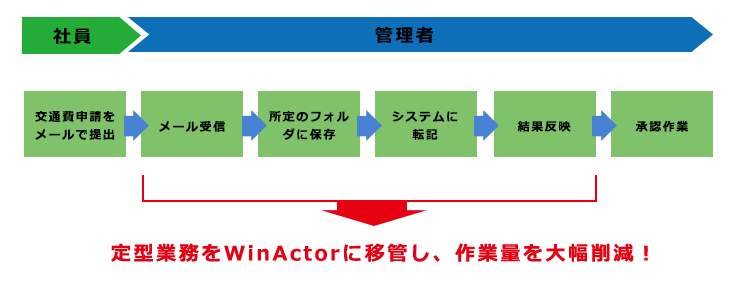 社員
管理者
交通費申請を
メールで提出
メール受信
所定のフォル
ダに保存
システムに
転記
結果反映
承認作業
定型業務をWinActorに移管し、作業量を大幅削減！